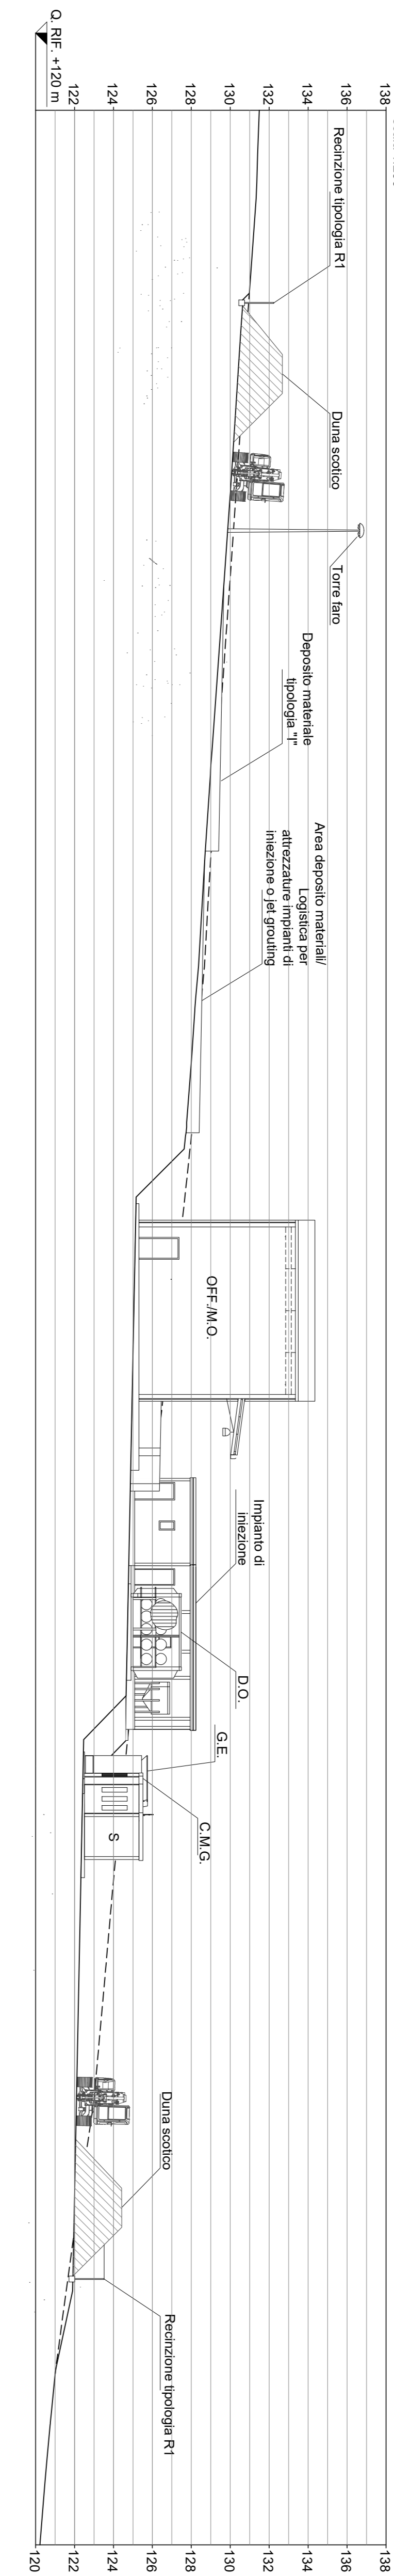 138
136
134
132
130
128
126
124
122
Q. RIF. +120 m
Recinzione tipologia R1
Duna scotico
Torre faro
Deposito materiale
tipologia "I"
Area deposito materiali/
Logistica per
attrezzature impianti di
iniezione o jet grouting
OFF./M.O.
Impianto di
iniezione
D.O.
G.E.
C.M.G.
S
Duna scotico
Recinzione tipologia R1
138
136
134
132
130
128
126
124
122
120